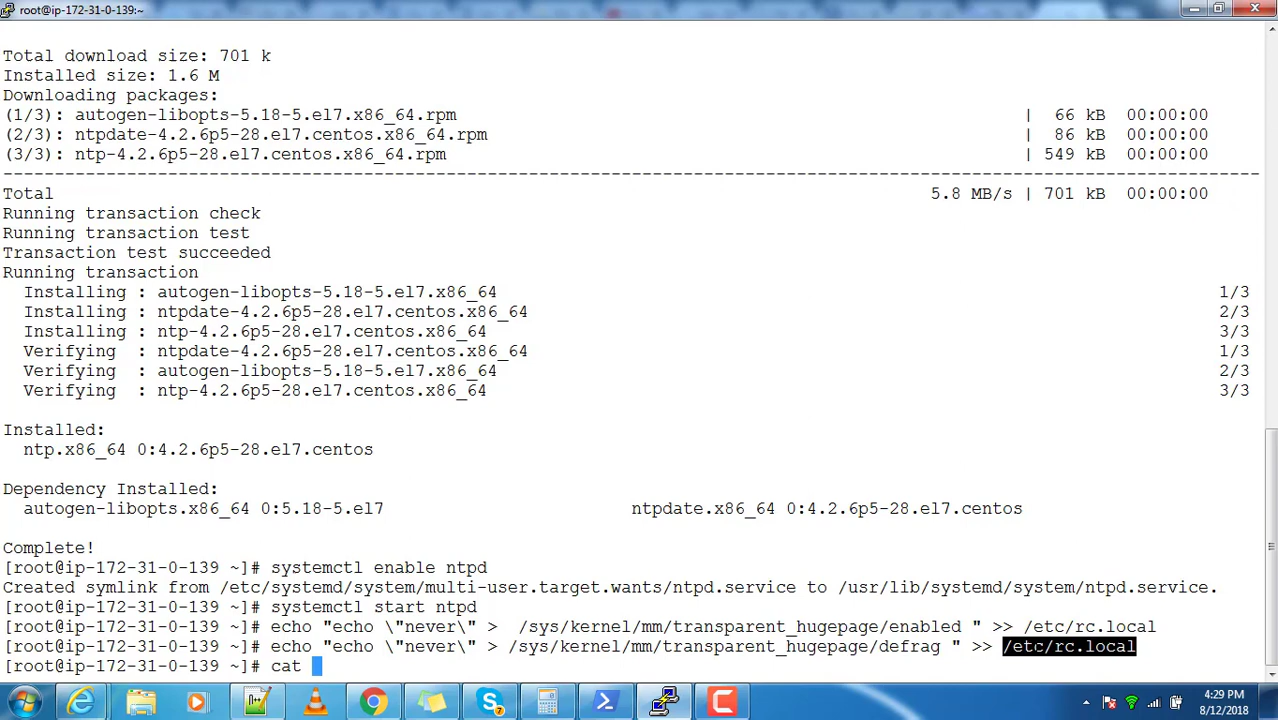 root@ip-172-31-0-139:~
Total download size: 701 k
Installed size: 1.6 M
Downloading packages:
(1/3): autogen-libopts-5.18-5.el7.x86_64.rpm | 66 kB 00:00:00
(2/3): ntpdate-4.2.6p5-28.el7.centos.x86_64.rpm | 86 kB 00:00:00
(3/3): ntp-4.2.6p5-28.el7.centos.x86_64.rpm | 549 kB 00:00:00
--------------------------------------------------------------------------------------------------------------------------
Total 5.8 MB/s | 701 kB 00:00:00
Running transaction check
Running transaction test
Transaction test succeeded
Running transaction
Installing : autogen-libopts-5.18-5.el7.x86_64 1/3
Installing : ntpdate-4.2.6p5-28.el7.centos.x86_64 2/3
Installing : ntp-4.2.6p5-28.el7.centos.x86_64 3/3
Verifying : ntpdate-4.2.6p5-28.el7.centos.x86_64 1/3
Verifying : autogen-libopts-5.18-5.el7.x86_64 2/3
Verifying : ntp-4.2.6p5-28.el7.centos.x86_64 3/3
Installed:
ntp.x86_64 0:4.2.6p5-28.el7.centos
Dependency Installed:
autogen-libopts.x86_64 0:5.18-5.el7 ntpdate.x86_64 0:4.2.6p5-28.el7.centos
Complete!
[root@ip-172-31-0-139 ~]# systemctl enable ntpd
Created symlink from /etc/systemd/system/multi-user.target.wants/ntpd.service to /usr/lib/systemd/system/ntpd.service.
[root@ip-172-31-0-139 ~]# systemctl start ntpd
[root@ip-172-31-0-139 ~]# echo "echo \"never\" >  /sys/kernel/mm/transparent_hugepage/enabled " >> /etc/rc.local
[root@ip-172-31-0-139 ~]# echo "echo \"never\" > /sys/kernel/mm/transparent_hugepage/defrag " >> /etc/rc.local
[root@ip-172-31-0-139 ~]# cat
4:29 PM
8/12/2018